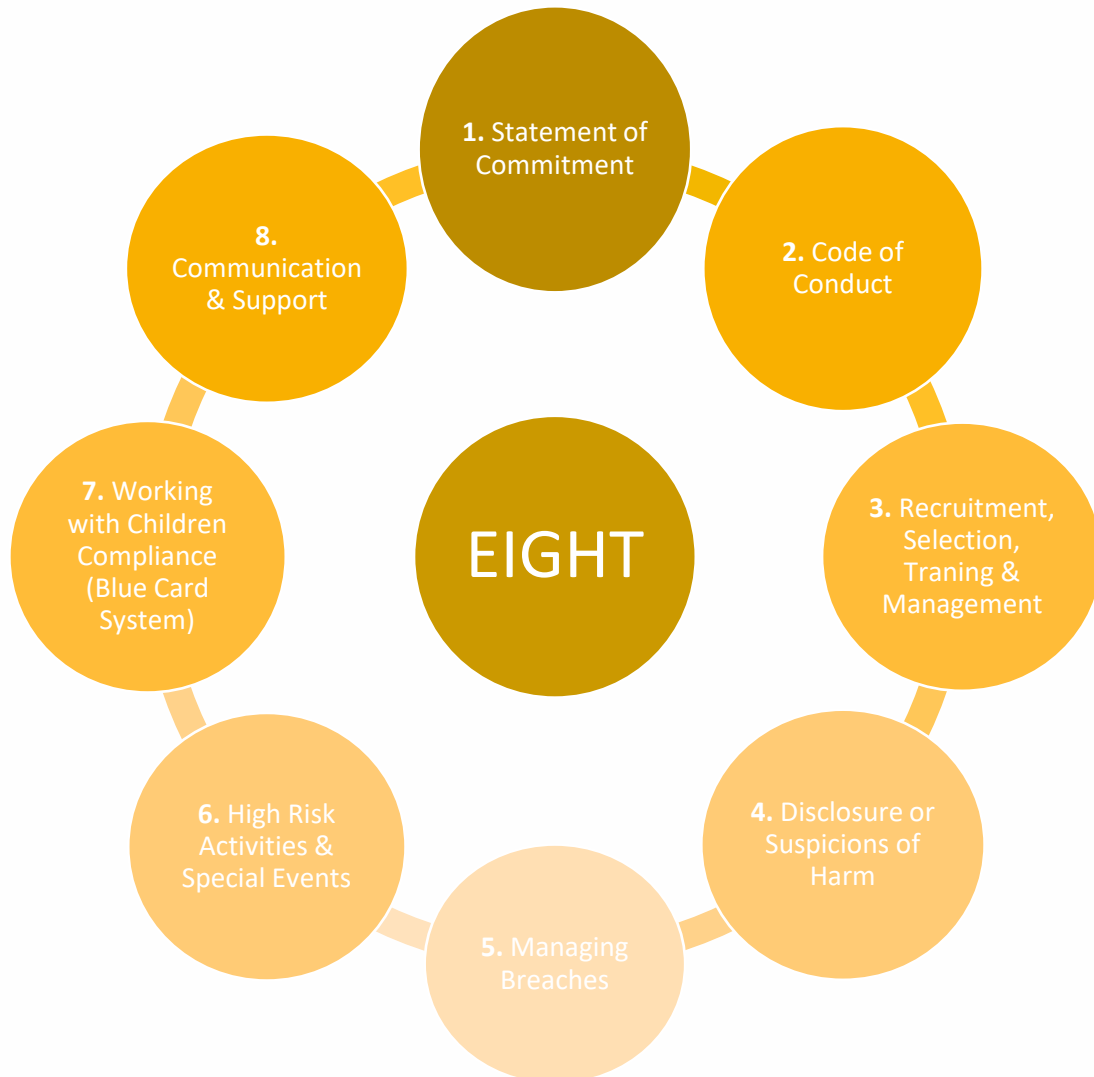 1. Statement of
Commitment
2. Code of
Conduct
3. Recruitment,
Selection,
Traning &
Management
4. Disclosure or
Suspicions of
Harm
5. Managing
Breaches
6. High Risk
Activities &
Special Events
7. Working
with Children
Compliance
(Blue Card
System)
8.
Communication
& Support
EIGHT